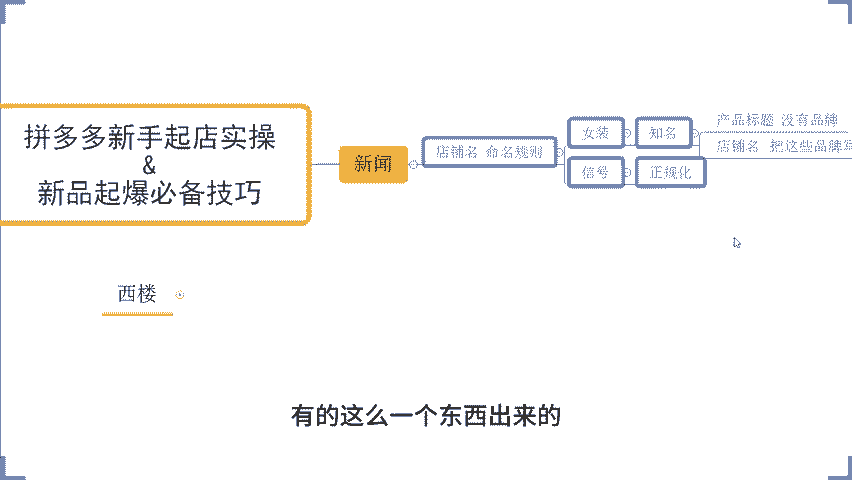 拼多多新手起店实操
&
新品起爆必备技巧
新闻
店铺名 命名规则
女装
知名
产品标题 没有品牌
店铺名 把这些品牌写
信号
正规化
西楼
有的这么一个东西出来的